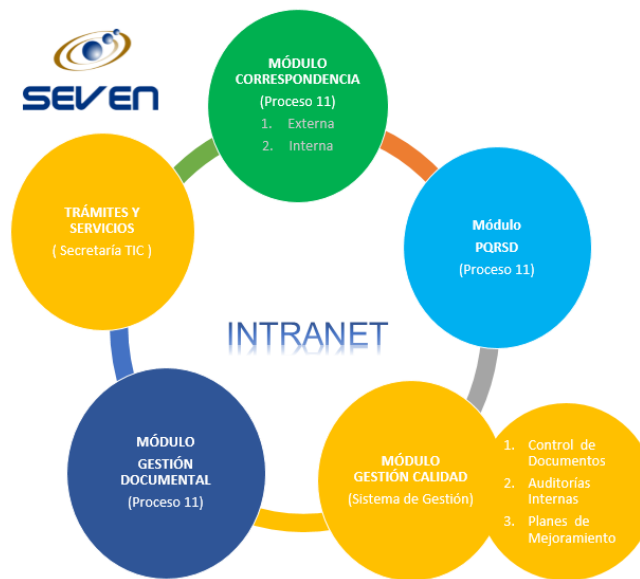 SEVEN
MÓDULO
CORRESPONDENCIA
(Proceso 11)
1. Externa
2. Interna
TRÁMITES Y
SERVICIOS
( Secretaría TIC )
Módulo
PQRSD
(Proceso 11)
INTRANET
MÓDULO
GESTIÓN
DOCUMENTAL
(Proceso 11)
MÓDULO
GESTIÓN CALIDAD
(Sistema de Gestión)
1. Control de
Documentos
2. Auditorías
Internas
3. Planes de
Mejoramiento